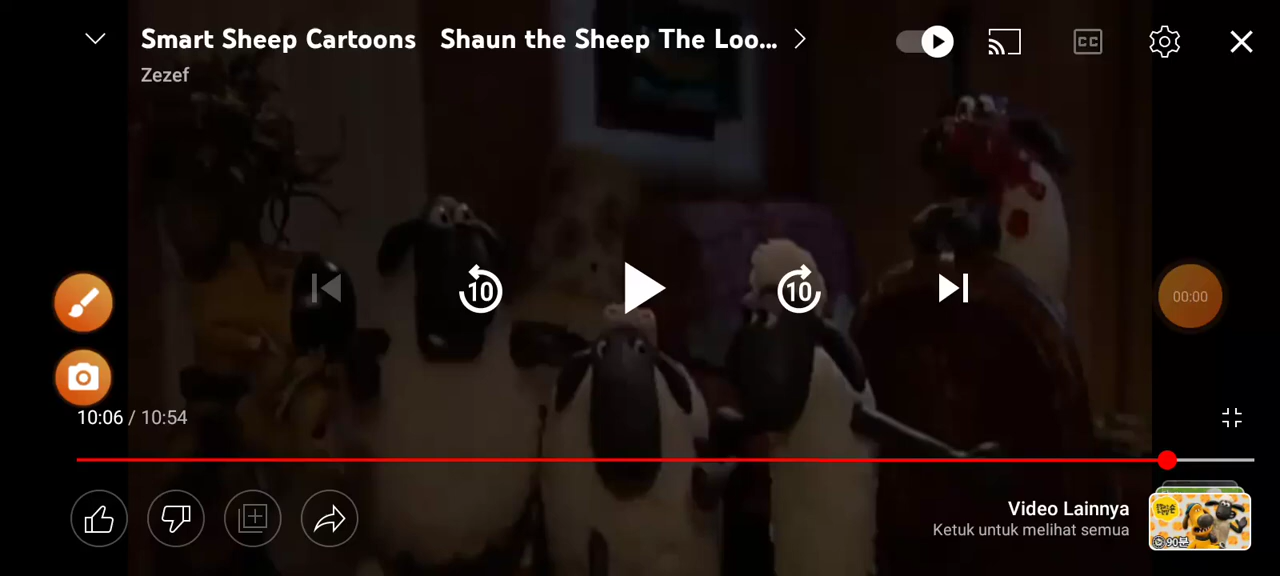 Smart Sheep Cartoons Shaun the Sheep The Loo...
Zezef
CC
10
10
00:00
10:06 / 10:54
Video Lainnya
Ketuk untuk melihat semua
90분